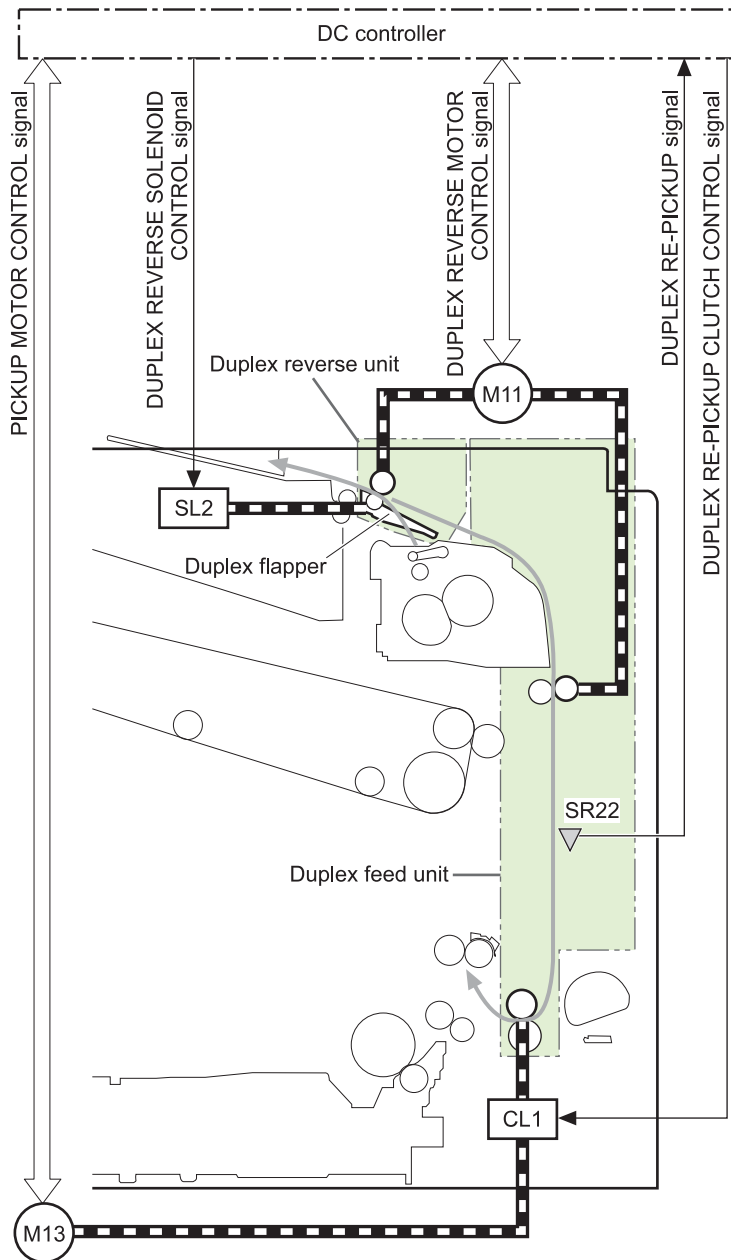 DC controller
PICKUP MOTOR CONTROL signal
DUPLEX REVERSE SOLENOID
CONTROL signal
DUPLEX REVERSE MOTOR
CONTROL signal
DUPLEX RE-PICKUP signal
DUPLEX RE-PICKUP CLUTCH CONTROL signal
Duplex reverse unit
M11
SL2
Duplex flapper
SR22
Duplex feed unit
CL1
M13